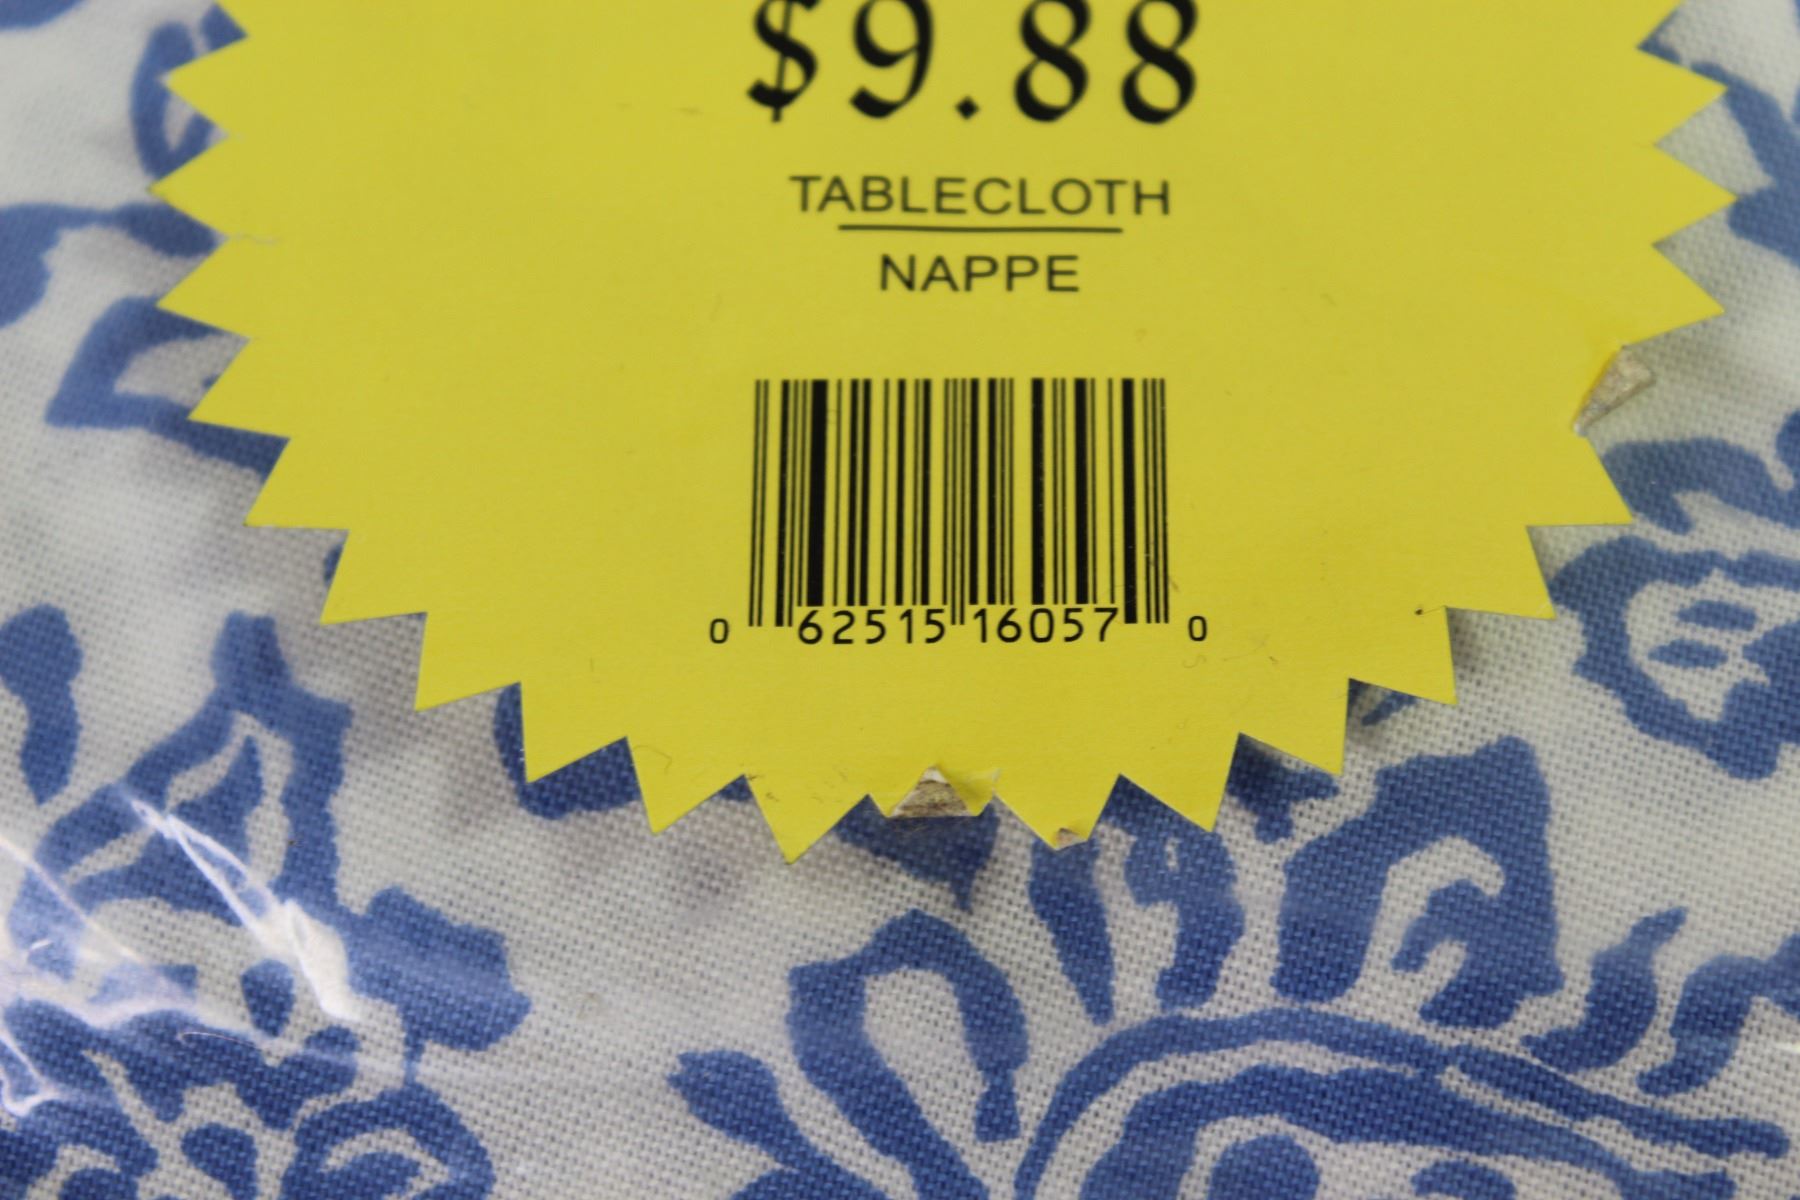 $9.88
TABLECLOTH
NAPPE
0 62515 16057 0